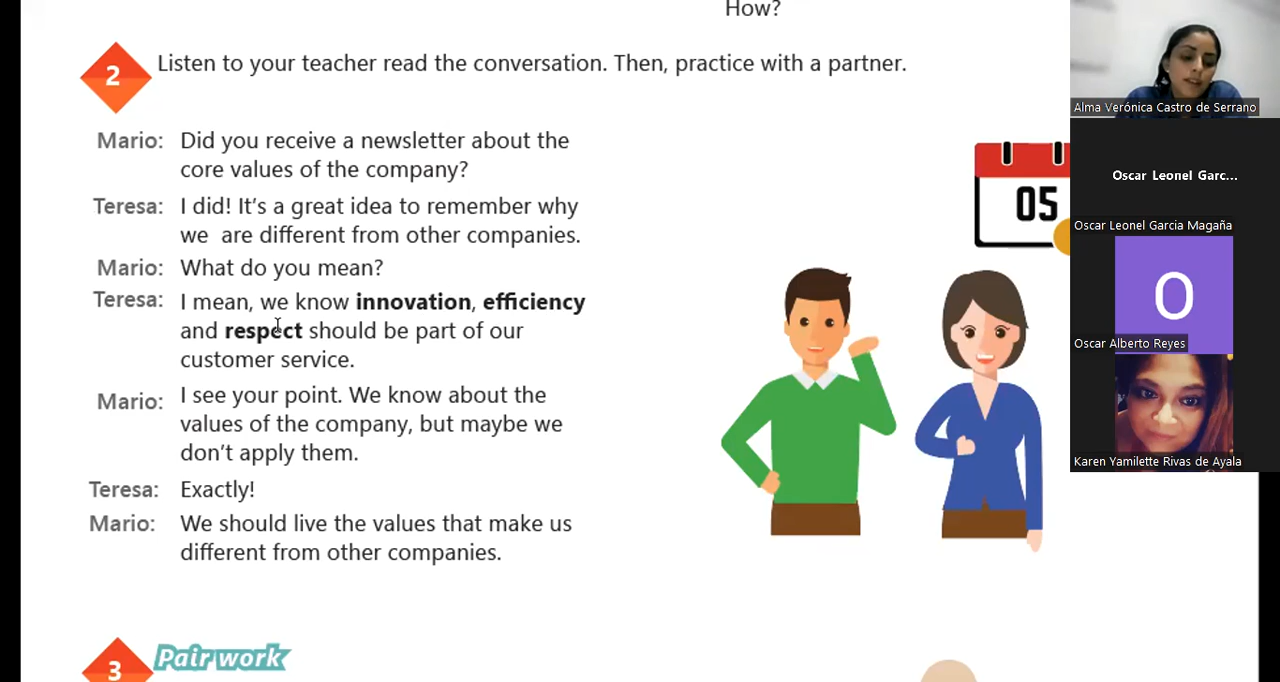 How?
2
Listen to your teacher read the conversation. Then, practice with a partner.
Mario: Did you receive a newsletter about the
core values of the company?
Teresa: I did! It's a great idea to remember why
we are different from other companies.
Mario: What do you mean?
Teresa: I mean, we know innovation, efficiency
and respect should be part of our
customer service.
Mario: I see your point. We know about the
values of the company, but maybe we
don't apply them.
Teresa: Exactly!
Mario: We should live the values that make us
different from other companies.
3
Pair work
05
Alma Verónica Castro de Serrano
Oscar Leonel Garc...
Oscar Leonel Garcia Magaña
O
Oscar Alberto Reyes
Karen Yamilette Rivas de Ayala